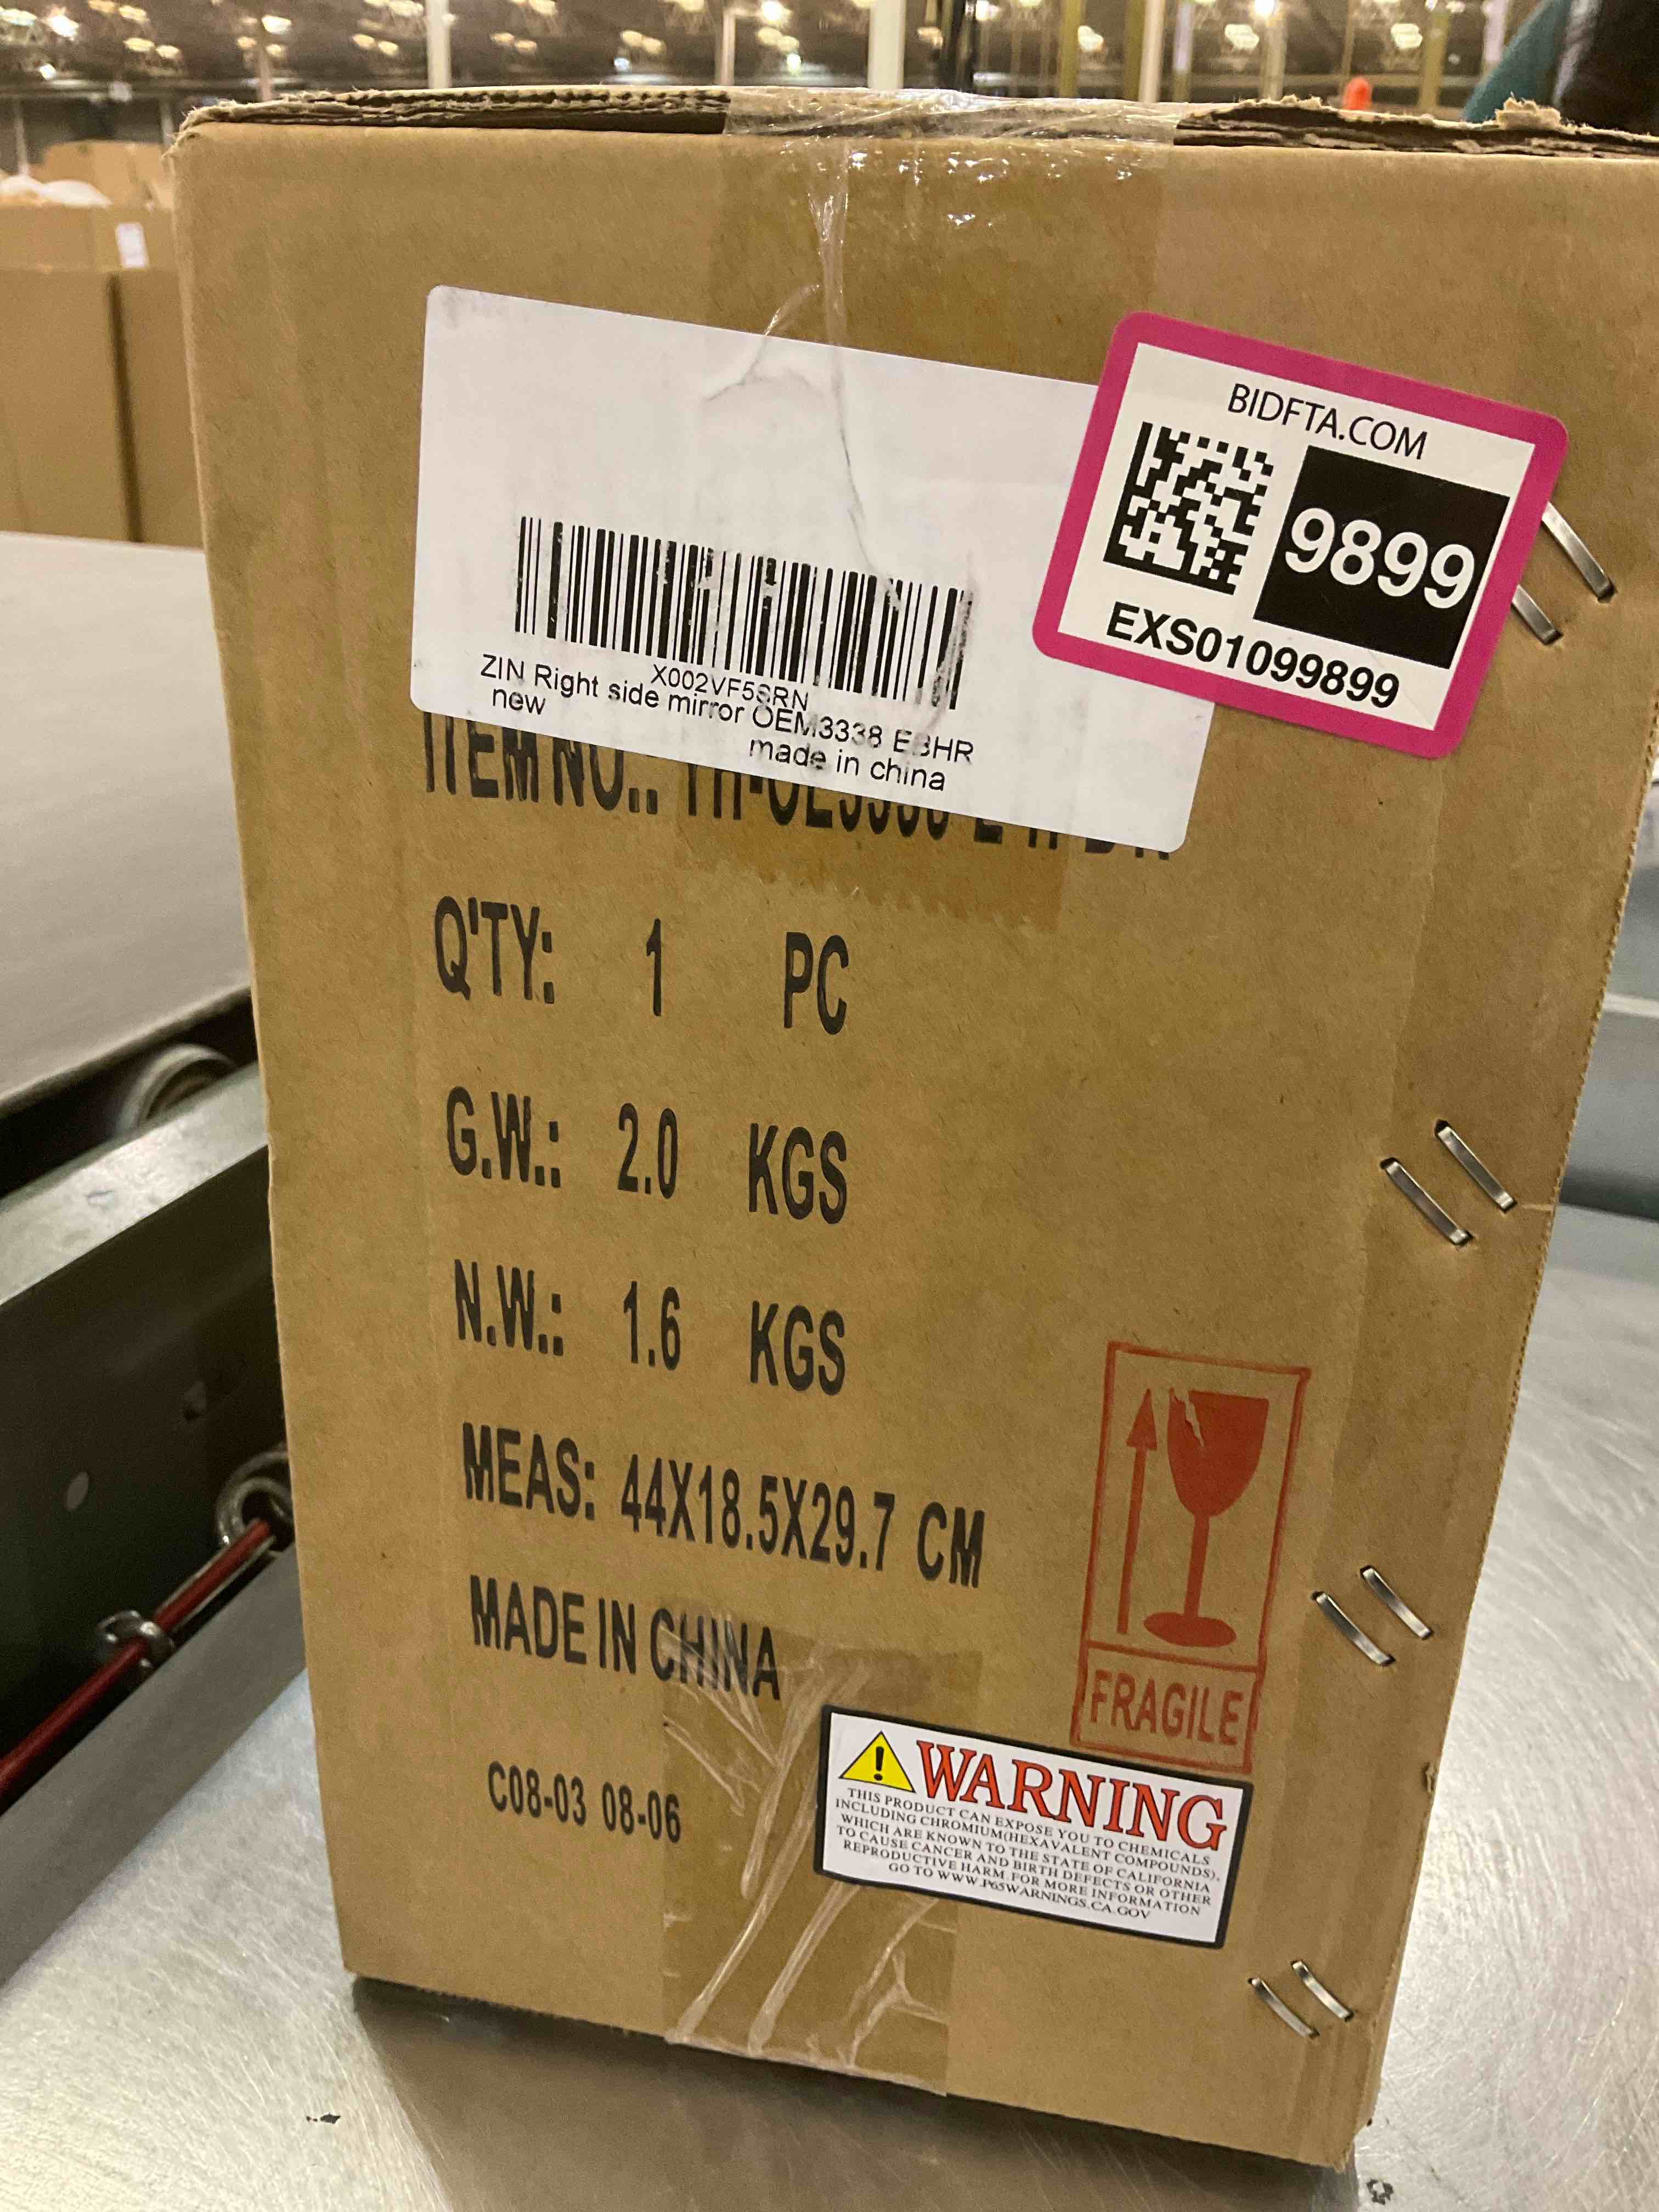 BIDFTA.COM
9899
EXS01099899
ZIN Right side mirror OEM3338
new
made in china
ITEM NO.:
Q'TY: 1 PC
G.W.: 2.0 KGS
N.W.: 1.6 KGS
MEAS: 44X18.5X29.7 CM
MADE IN CHINA
C08-03 08-06
FRAGILE
WARNING
THIS PRODUCT CAN EXPOSE YOU TO CHEMICALS
INCLUDING CHROMIUM(HEXAVALENT COMPOUNDS),
WHICH ARE KNOWN TO THE STATE OF CALIFORNIA
TO CAUSE CANCER AND BIRTH DEFECTS OR OTHER
REPRODUCTIVE HARM. FOR MORE INFORMATION
GO TO WWW.P65WARNINGS.CA.GOV